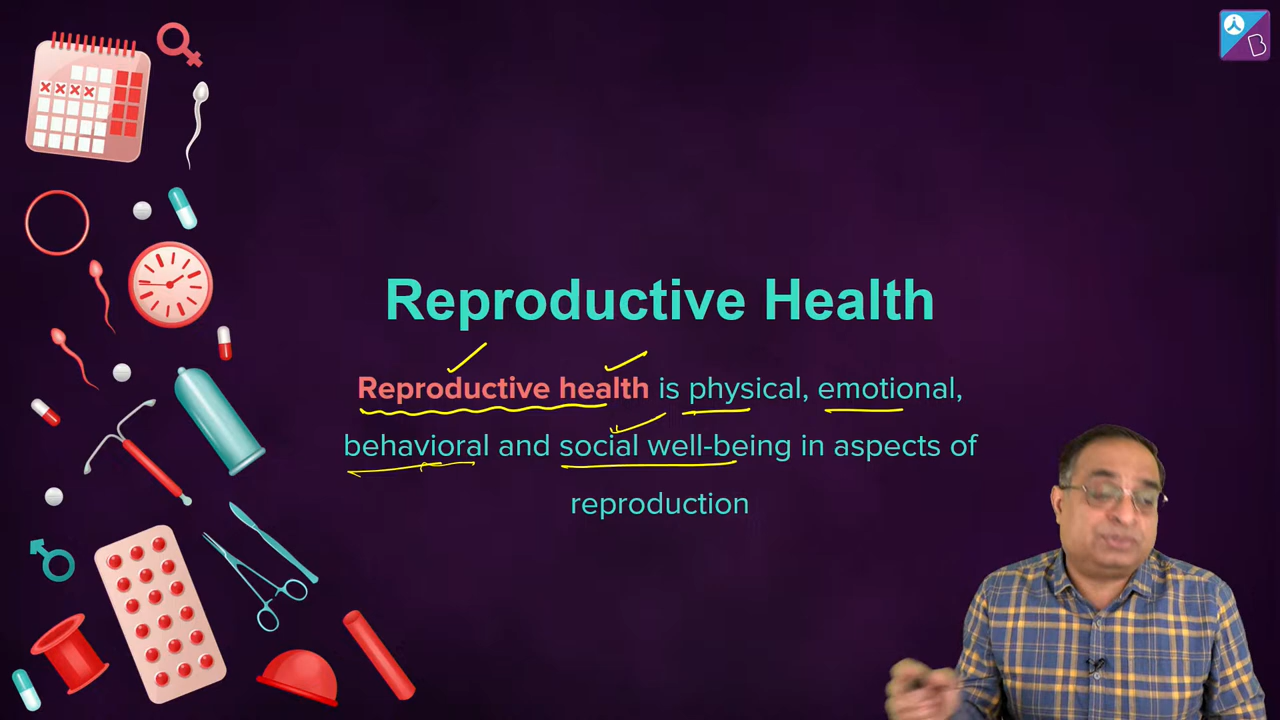 B
Reproductive Health
Reproductive health is physical, emotional,
behavioral and social well-being in aspects of
reproduction